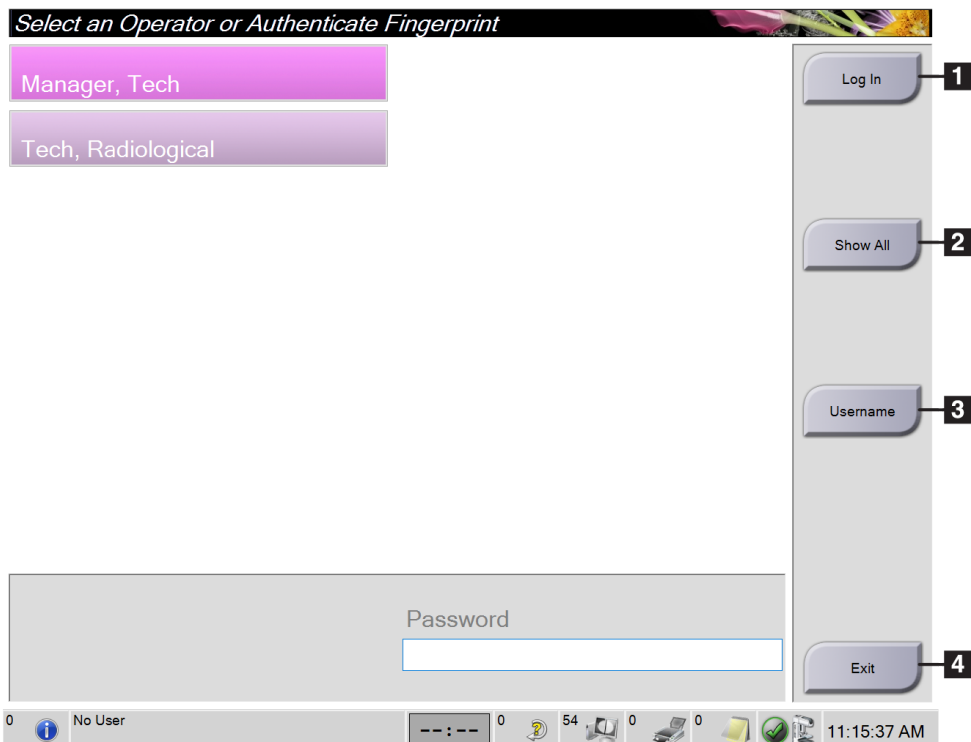 Select an Operator or Authenticate Fingerprint
Manager, Tech
Log In
1
Tech, Radiological
Show All
2
Username
3
Password
Exit
4
0
No User
--:--
0
54
0
0
11:15:37 AM